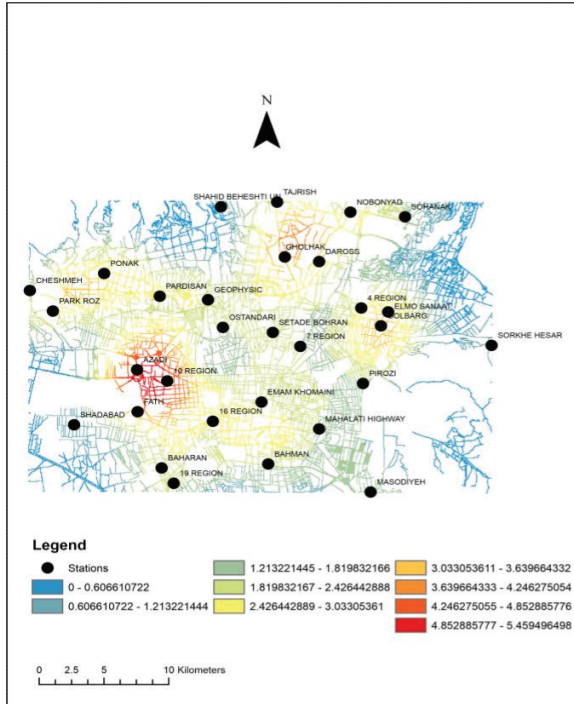 N
SHAHID BEHESHTI UN
TAJRISH
NOBONYAD
SOHANAK
GHOLHAK
DAROSS
PONAK
CHESHMEH
PARDISAN
GEOPHYSIC
PARK ROZ
4 REGION
ELMO SANAAT
GOLBARG
OSTANDARI
SETADE BOHRAN
7 REGION
SORKHE HESAR
AZADI
10 REGION
PIROZI
EMAM KHOMAINI
FATH
SHADABAD
16 REGION
MAHALATI HIGHWAY
BAHARAN
BAHMAN
19 REGION
MASODIYEH
Legend
Stations
0 - 0.606610722
0.606610722 - 1.213221444
1.213221445 - 1.819832166
1.819832167 - 2.426442888
2.426442889 - 3.03305361
3.033053611 - 3.639664332
3.639664333 - 4.246275054
4.246275055 - 4.852885776
4.852885777 - 5.459496498
0 2.5 5 10 Kilometers